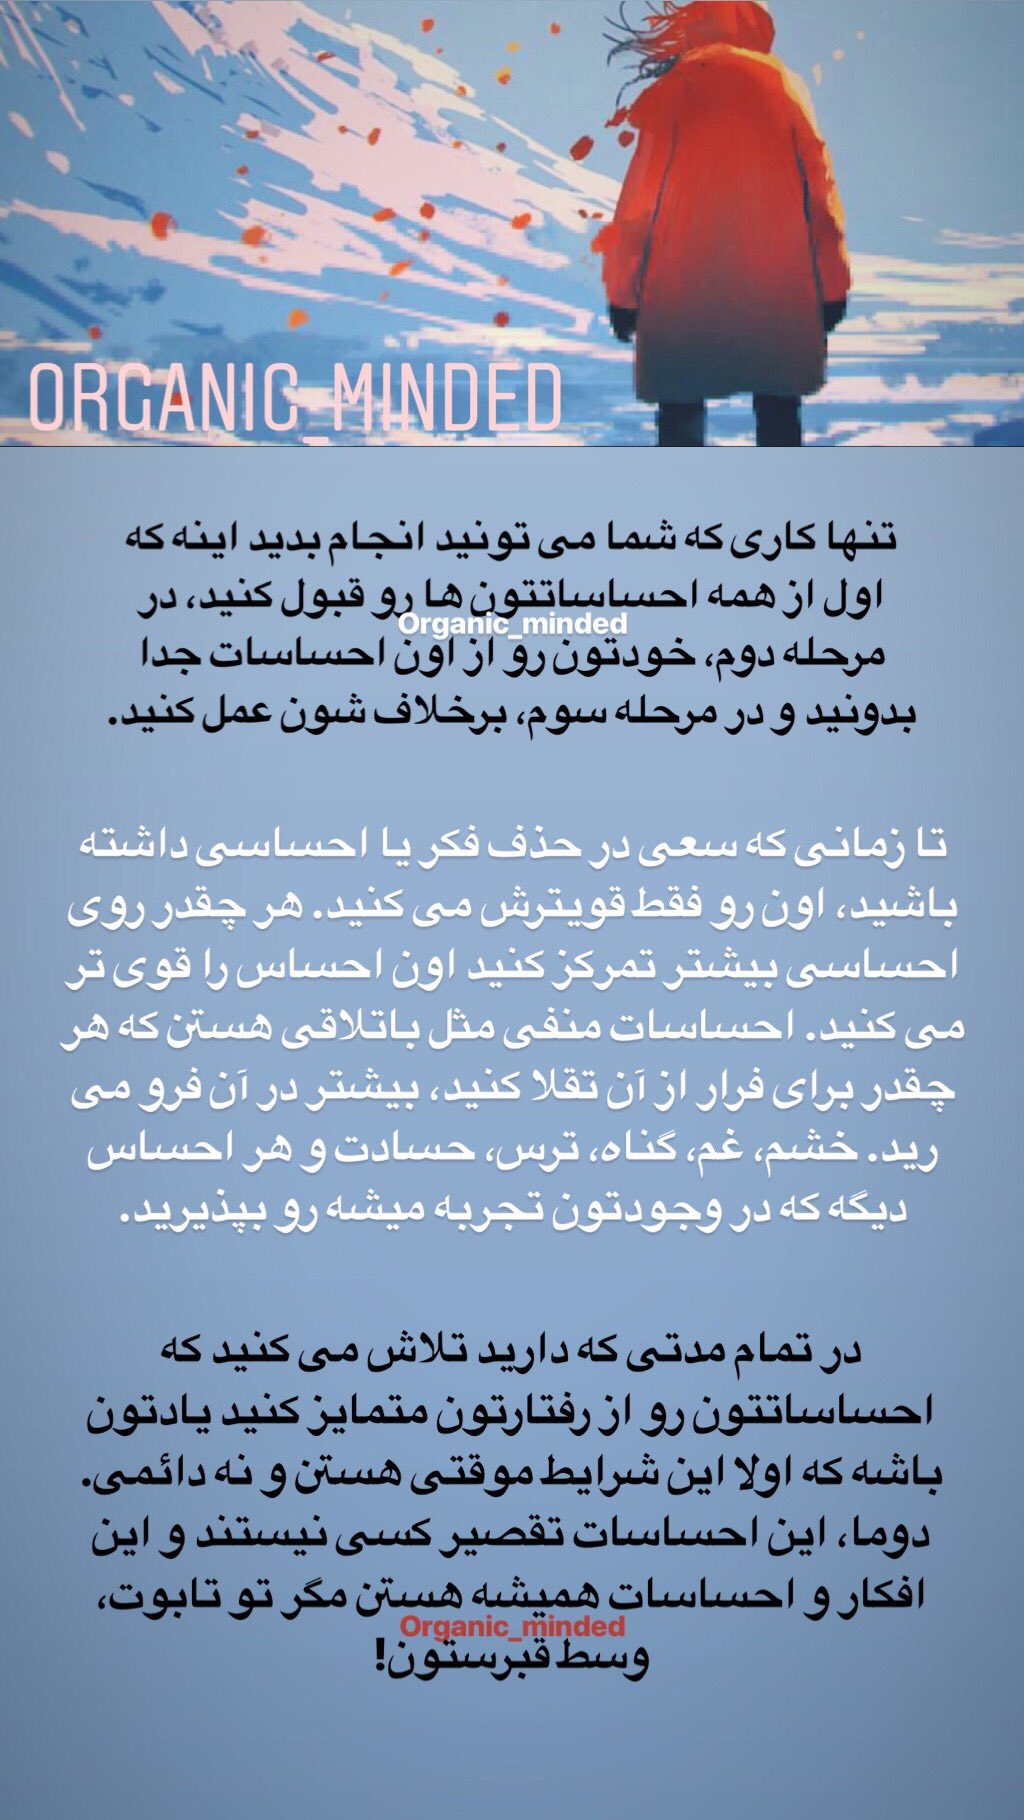 ORGANIC_MINDED
تنها کاری که شما می تونید انجام بدید اینه که
اول از همه احساساتتون ها رو قبول کنید، در
Organic_minded
مرحله دوم، خودتون رو از اون احساسات جدا
بدونید و در مرحله سوم، برخلاف شون عمل کنید.
تا زمانی که سعی در حذف فکر یا احساسی داشته
باشید، اون رو فقط قویترش می کنید. هر چقدر روی
احساسی بیشتر تمرکز کنید اون احساس را قوی تر
می کنید. احساسات منفی مثل باتلاقی هستن که هر
چقدر برای فرار از آن تقلا کنید، بیشتر در آن فرو می
رید. خشم، غم، گناه، ترس، حسادت و هر احساس
دیگه که در وجودتون تجربه میشه رو بپذیرید.
در تمام مدتی که دارید تلاش می کنید که
احساساتتون رو از رفتارتون متمایز کنید یادتون
باشه که اولا این شرایط موقتی هستن و نه دائمی.
دوما، این احساسات تقصیر کسی نیستند و این
افکار و احساسات همیشه هستن مگر تو تابوت،
Organic_minded
وسط قبرستون!